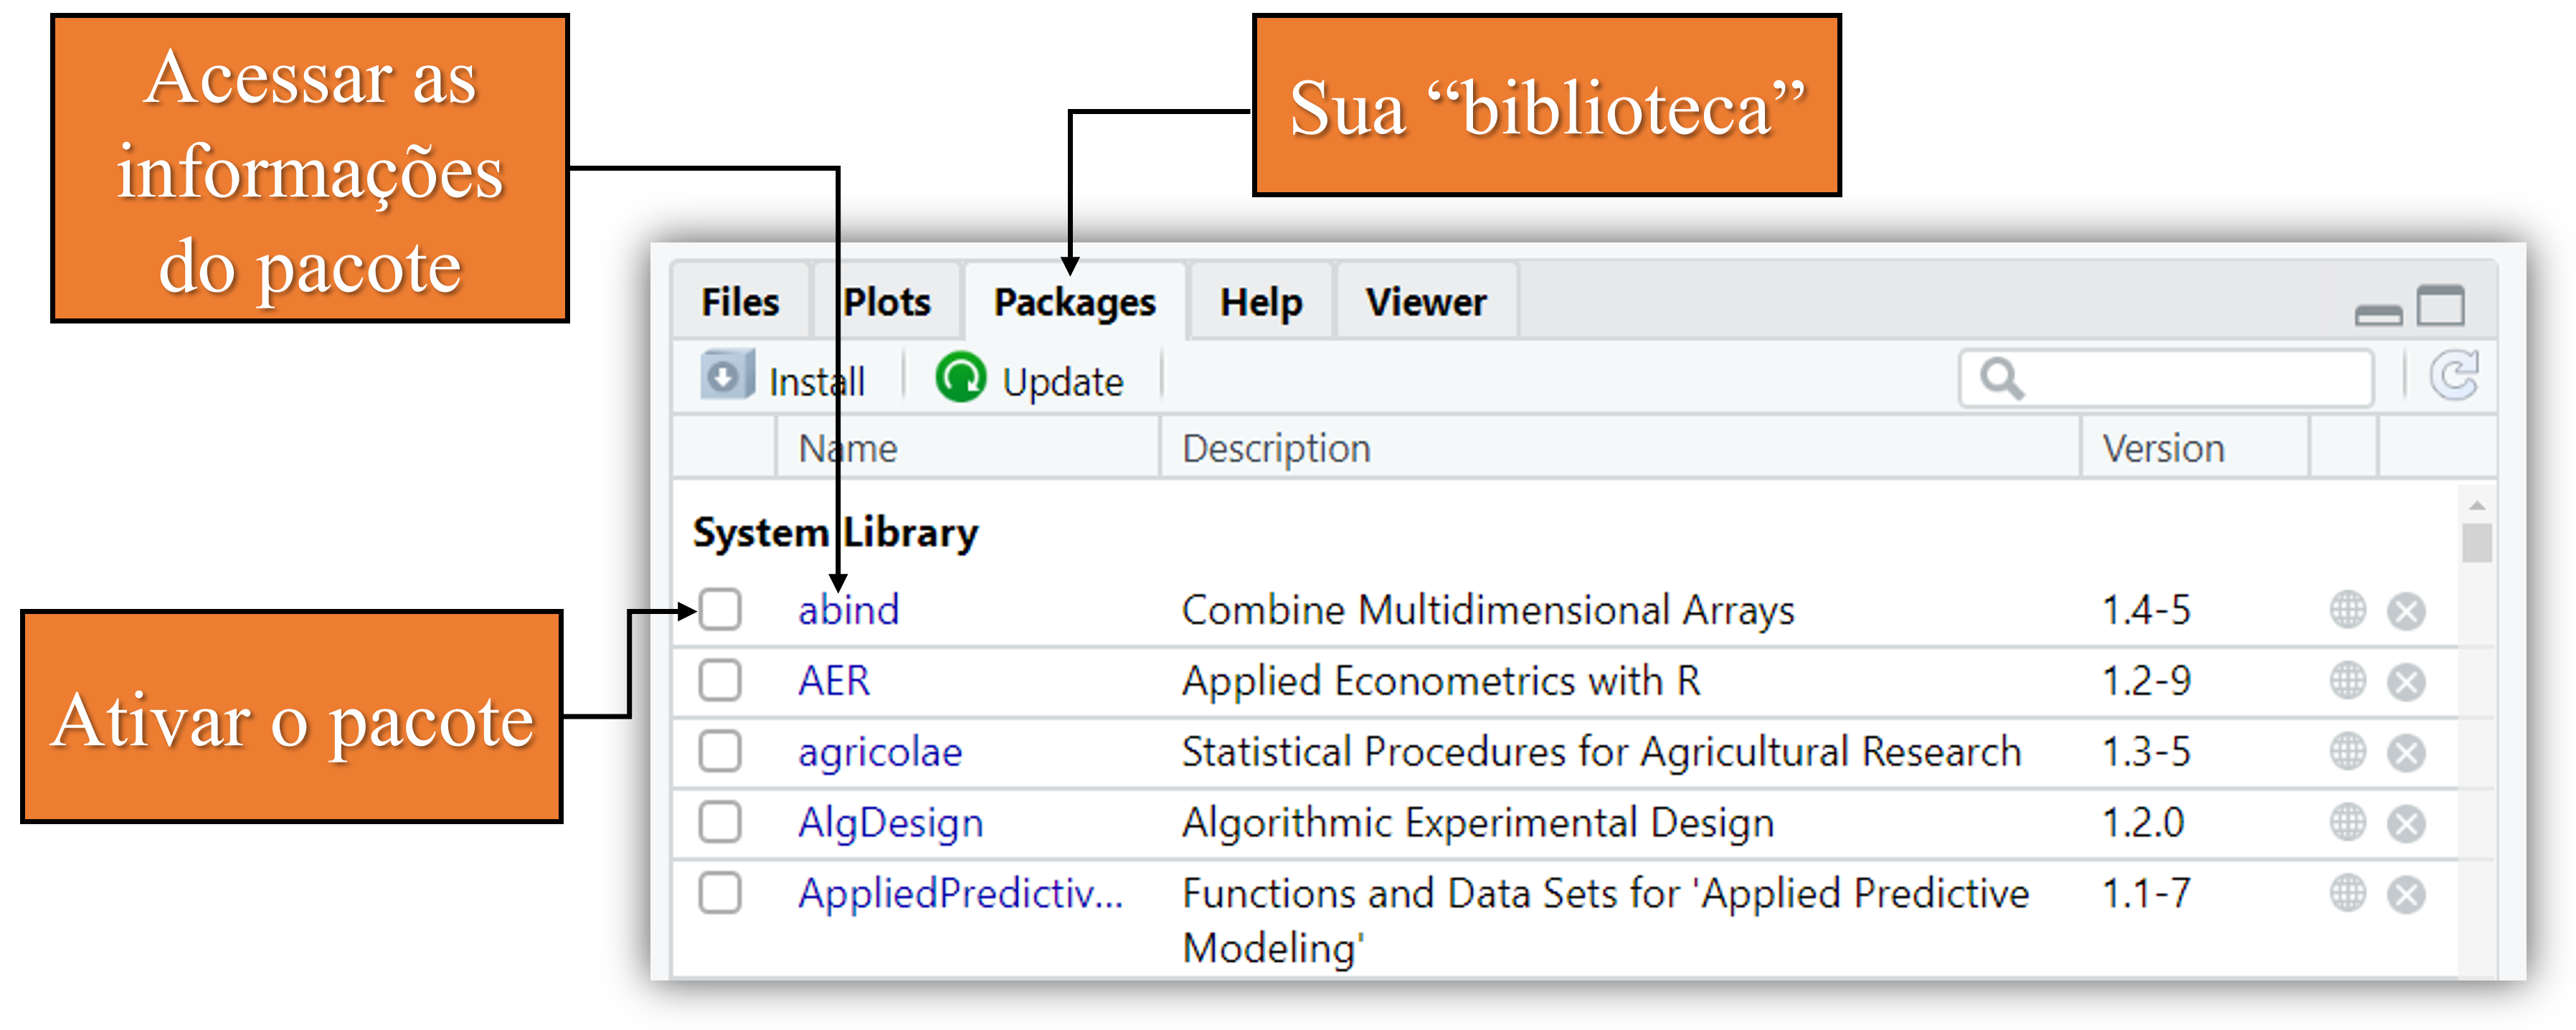 Acessar as
informações
do pacote
Sua “biblioteca”
Files Plots Packages Help Viewer
Install Update
Name Description Version
System Library
abind Combine Multidimensional Arrays 1.4-5
AER Applied Econometrics with R 1.2-9
agricolae Statistical Procedures for Agricultural Research 1.3-5
AlgDesign Algorithmic Experimental Design 1.2.0
AppliedPredictiv... Functions and Data Sets for 'Applied Predictive 1.1-7
Modeling'
Ativar o pacote